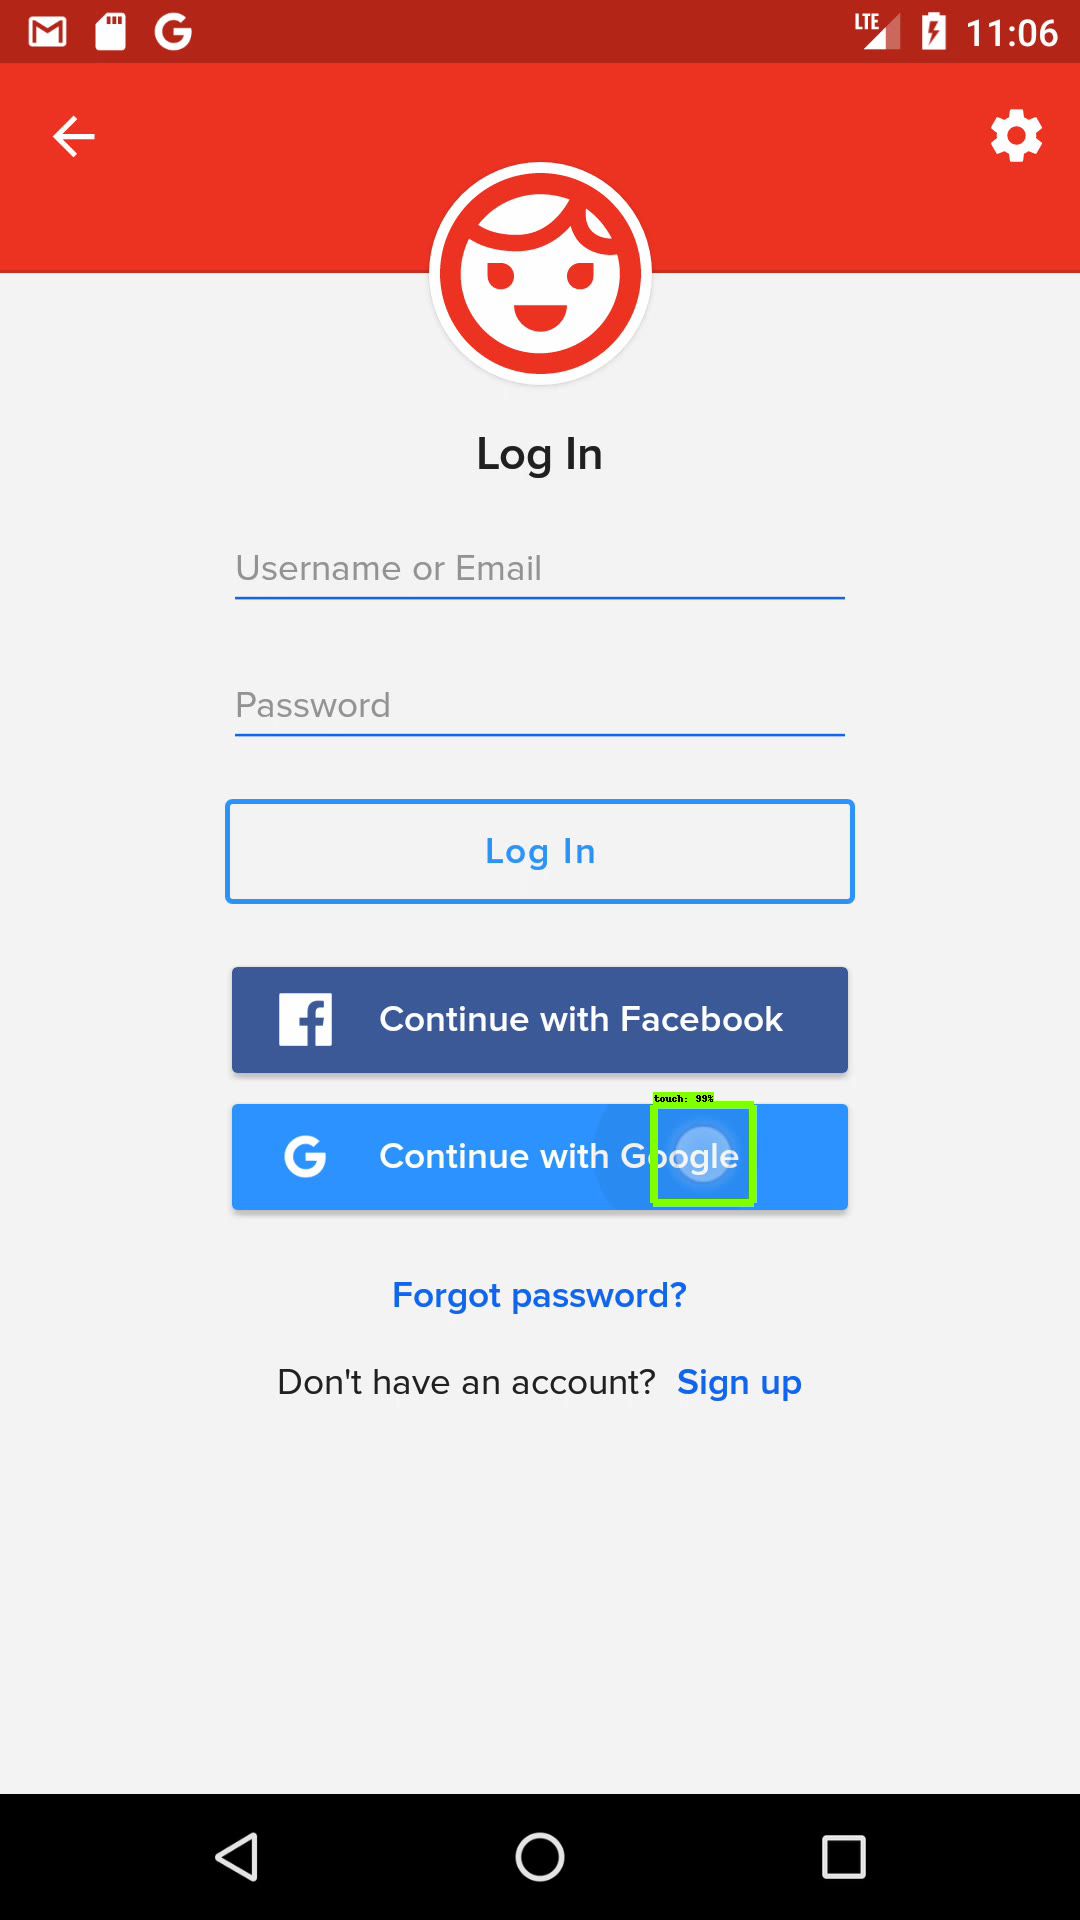 LTE 11:06
Log In
Username or Email
Password
Log In
Continue with Facebook
touch: 99%
Continue with Google
Forgot password?
Don't have an account? Sign up